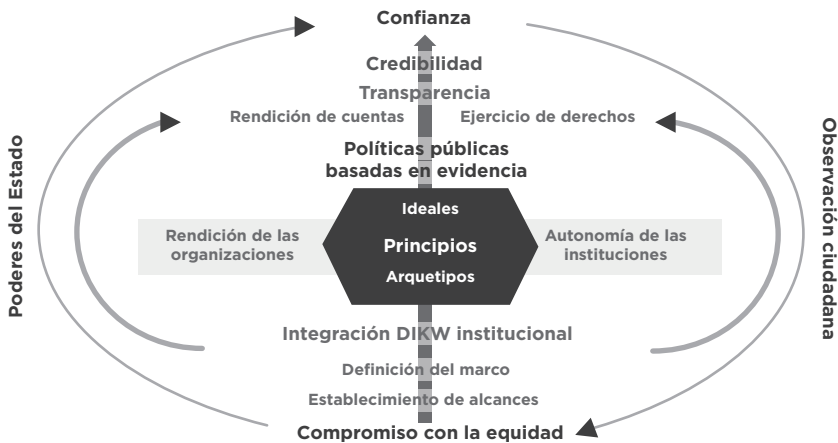 Confianza
Credibilidad
Transparencia
Rendición de cuentas
Ejercicio de derechos
Políticas públicas
basadas en evidencia
Poderes del Estado
Observación ciudadana
Ideales
Principios
Arquetipos
Rendición de las
organizaciones
Autonomía de las
instituciones
Integración DIKW institucional
Definición del marco
Establecimiento de alcances
Compromiso con la equidad